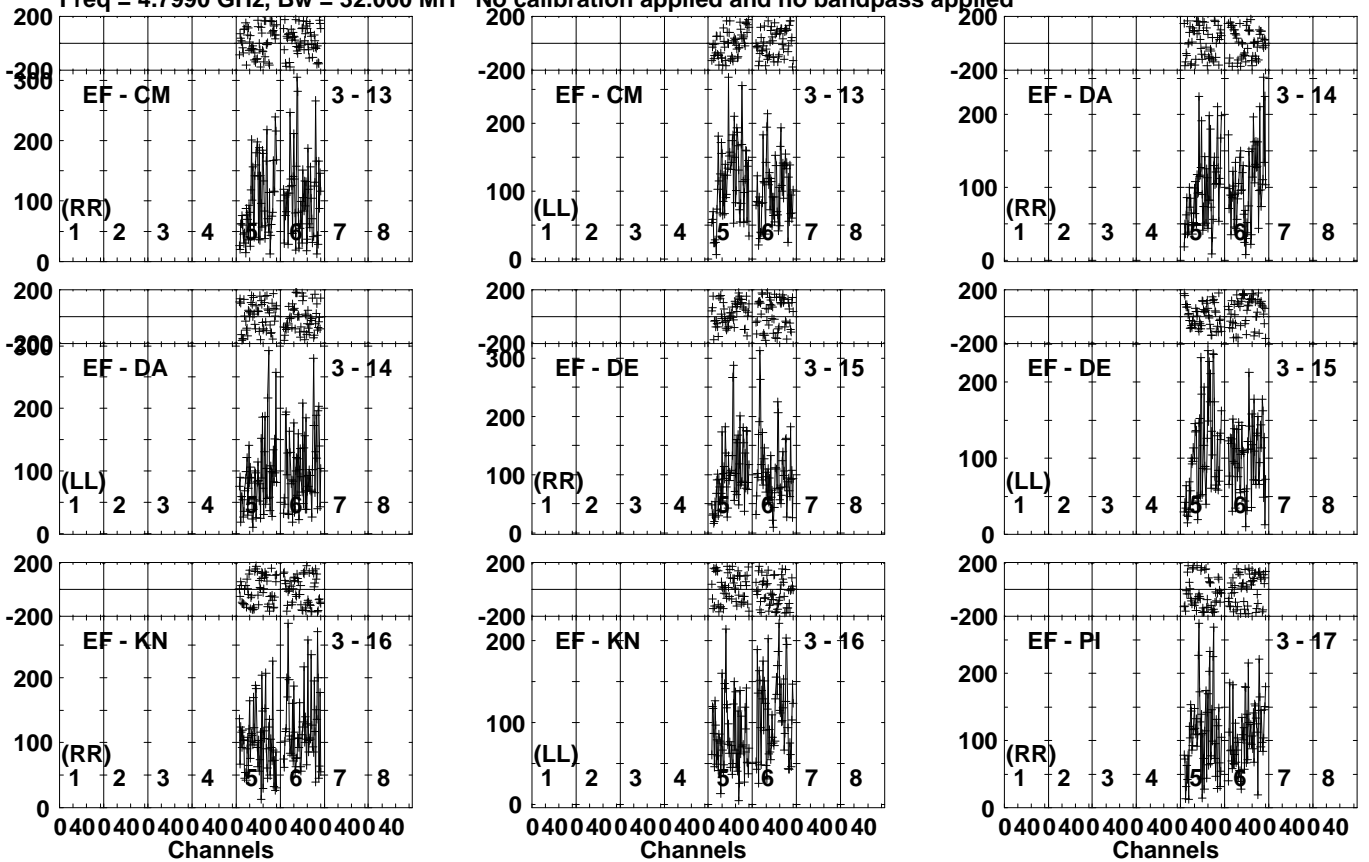 Freq = 4.7990 GHz, Bw = 32.000 MH No calibration applied and no bandpass applied
200 200 200
-200 -200 -200
300
EF - CM 3 - 13 EF - CM 3 - 13 EF - DA 3 - 14
200 200 200
100 100 100
(RR) (LL) (RR)
1 2 3 4 5 6 7 8 1 2 3 4 5 6 7 8 1 2 3 4 5 6 7 8
0 0 0
200 200 200
-200 -200 -200
300 300
EF - DA 3 - 14 EF - DE 3 - 15 EF - DE 3 - 15
200 200 200
100 100 100
(LL) (RR) (LL)
1 2 3 4 5 6 7 8 1 2 3 4 5 6 7 8 1 2 3 4 5 6 7 8
0 0 0
200 200 200
-200 -200 -200
EF - KN 3 - 16 EF - KN 3 - 16 EF - PI 3 - 17
200 200 200
100 100 100
(RR) (LL) (RR)
1 2 3 4 5 6 7 8 1 2 3 4 5 6 7 8 1 2 3 4 5 6 7 8
0 0 0
0 40 0 40 0 40 0 40 0 40 0 40 0 40 0 40 0 40 0 40 0 40 0 40 0 40 0 40 0 40 0 40 0 40 0 40 0 40 0 40 0 40 0 40 0 40 0 40
Channels Channels Channels